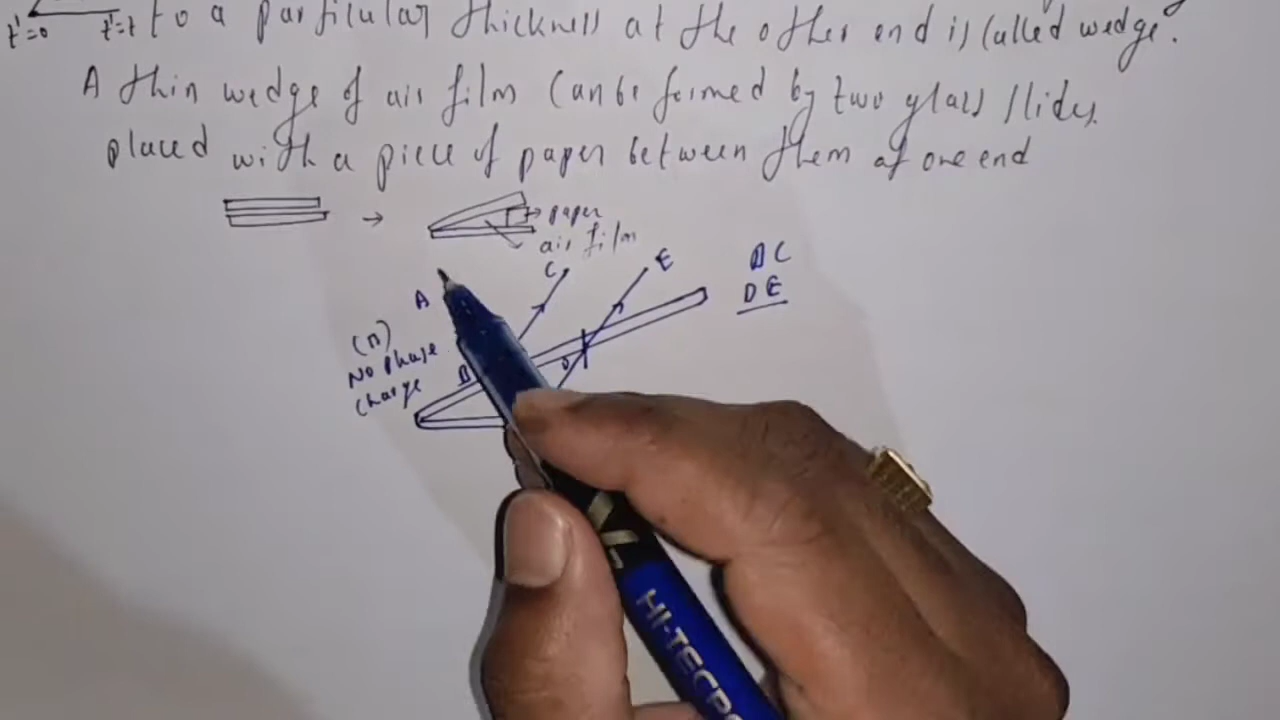 t'=0 t'=t to a particular thickness at the other end is called wedge.
A thin wedge of air film can be formed by two glass slides
placed with a piece of paper between them at one end
→ → paper
air film
C E BC
A DE
(n)
No phase
change
B D
HI-TECPO